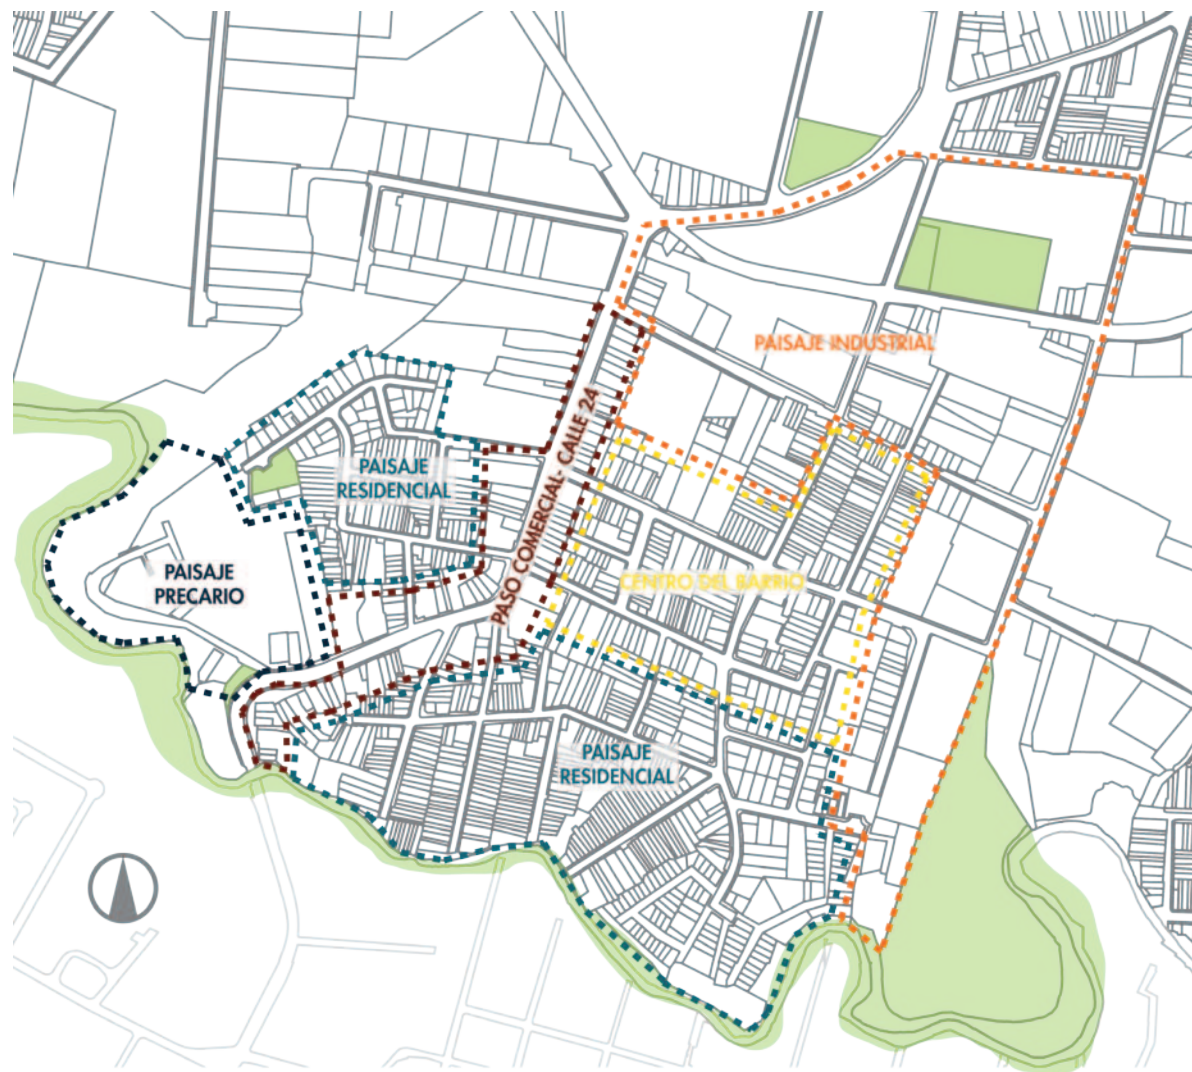 PAISAJE INDUSTRIAL
PASO COMERCIAL- CALLE 24
PAISAJE
RESIDENCIAL
PAISAJE
PRECARIO
CENTRO DEL BARRIO
PAISAJE
RESIDENCIAL